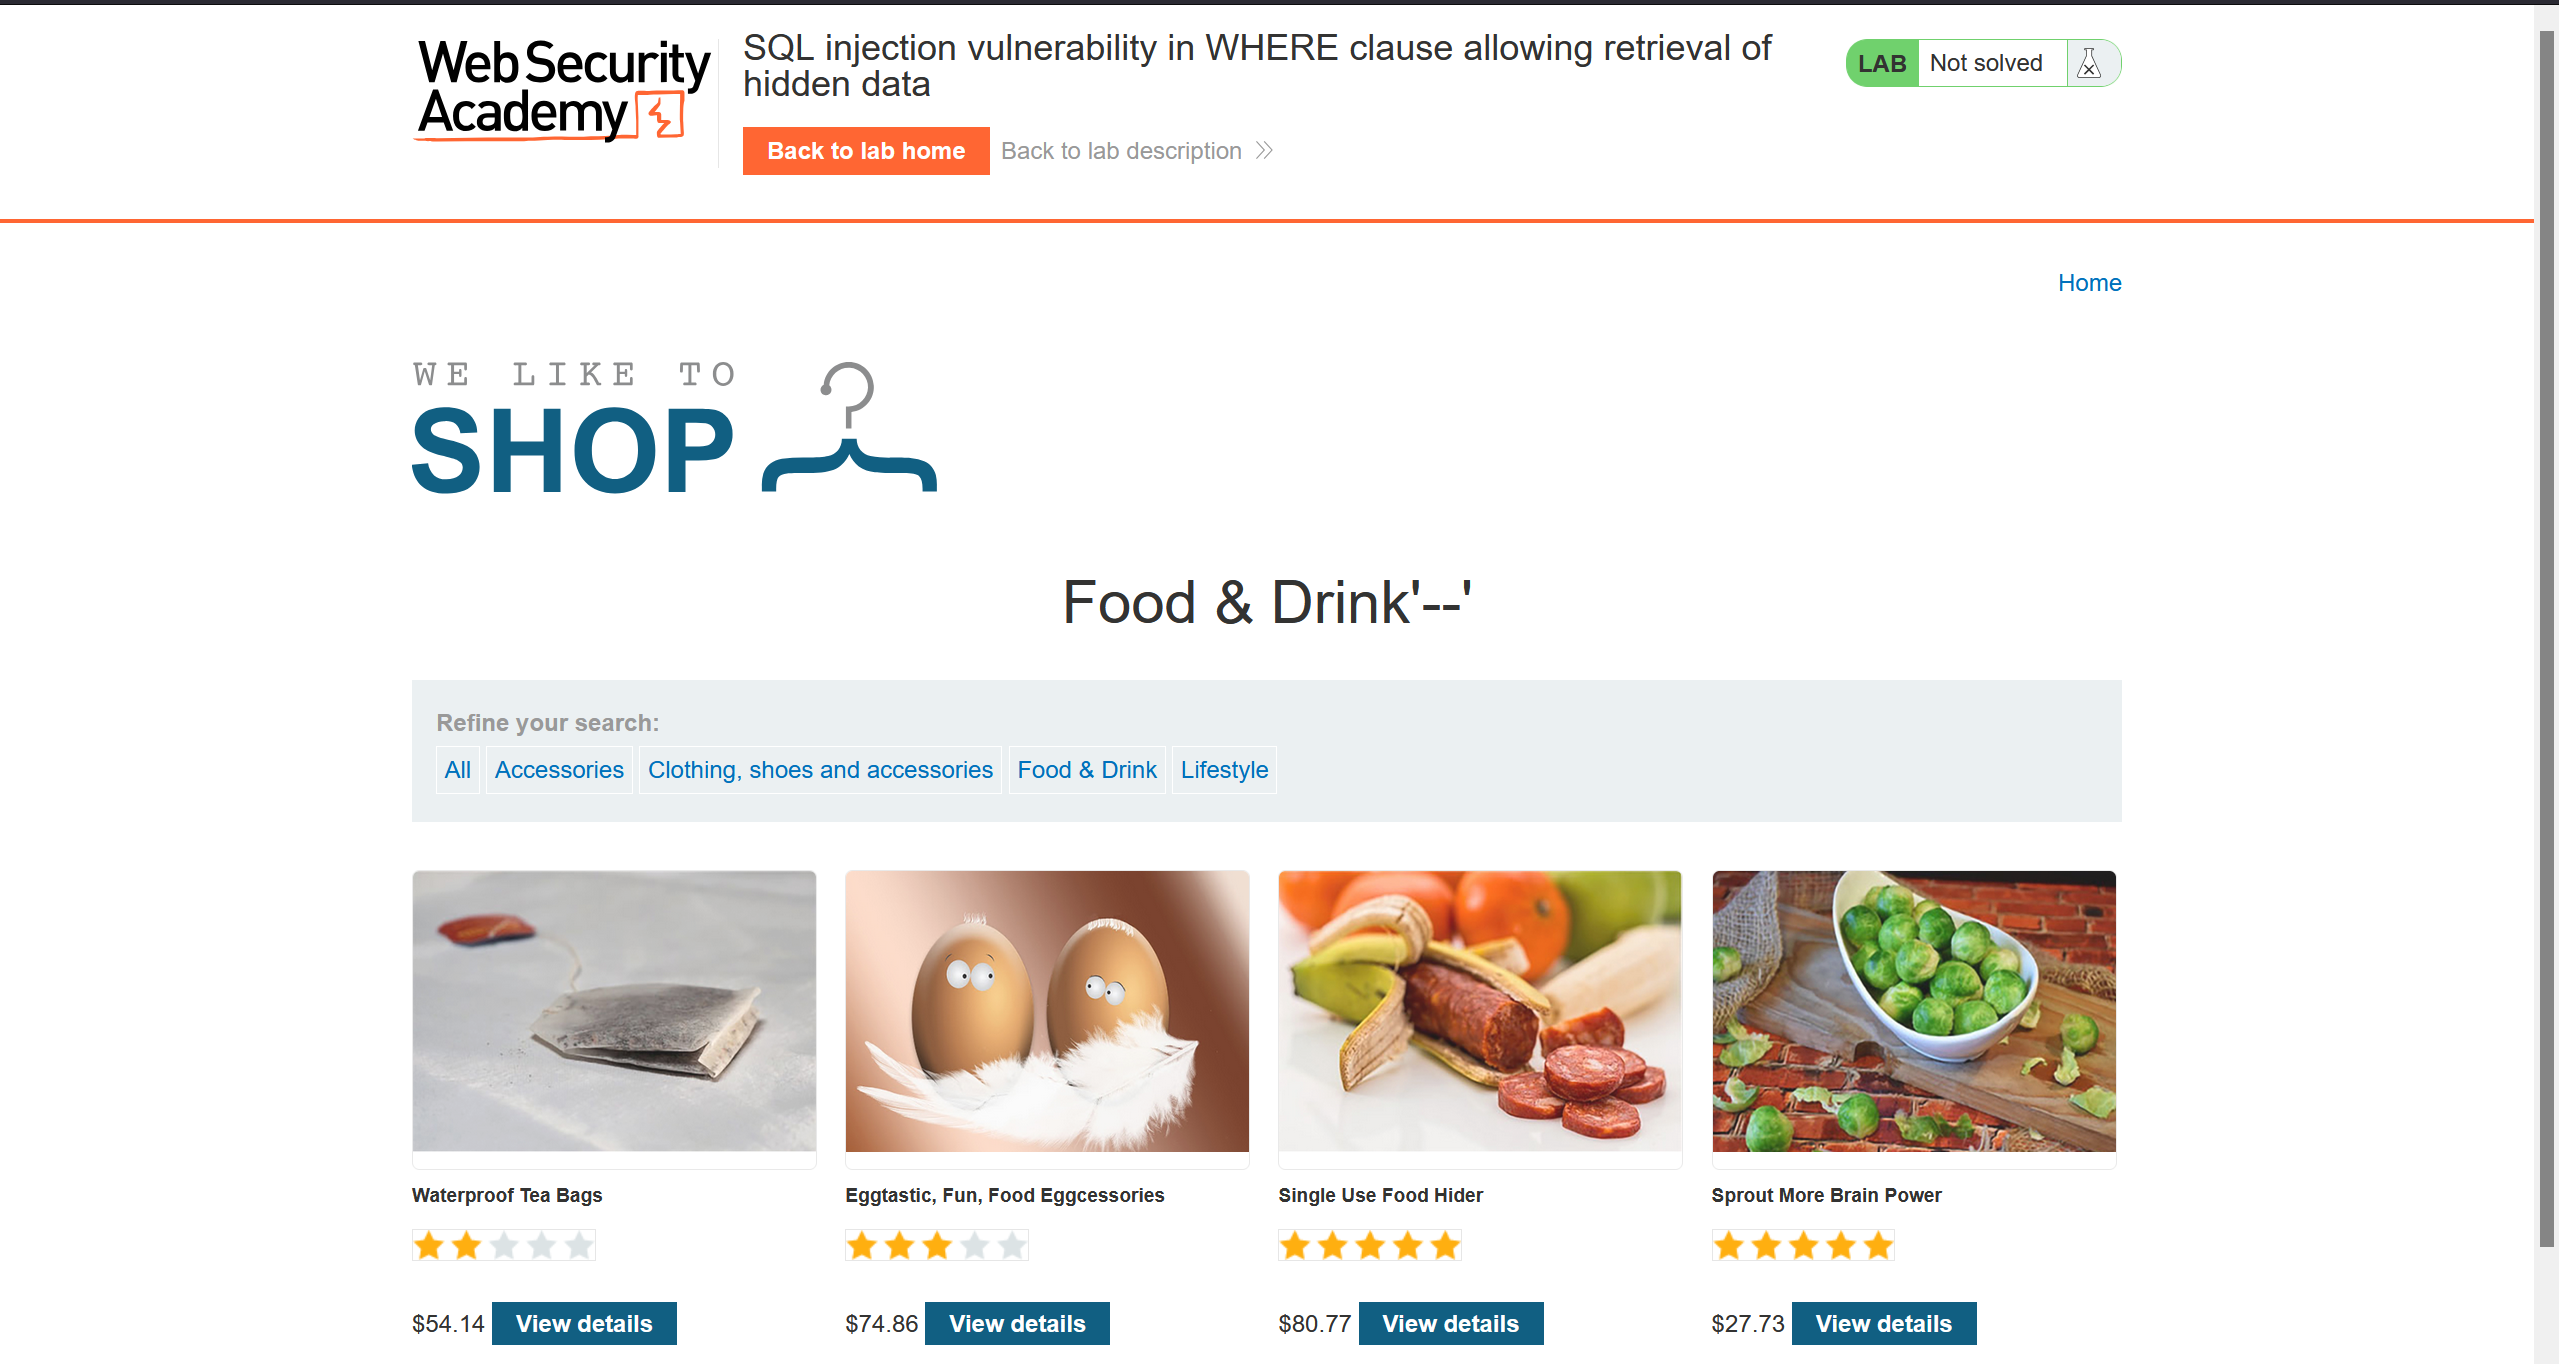 Web Security
Academy
SQL injection vulnerability in WHERE clause allowing retrieval of
hidden data
LAB Not solved
Back to lab home Back to lab description
Home
WE LIKE TO
SHOP
Food & Drink'--'
Refine your search:
All Accessories Clothing, shoes and accessories Food & Drink Lifestyle
Waterproof Tea Bags
Eggtastic, Fun, Food Eggcessories
Single Use Food Hider
Sprout More Brain Power
$54.14 View details
$74.86 View details
$80.77 View details
$27.73 View details